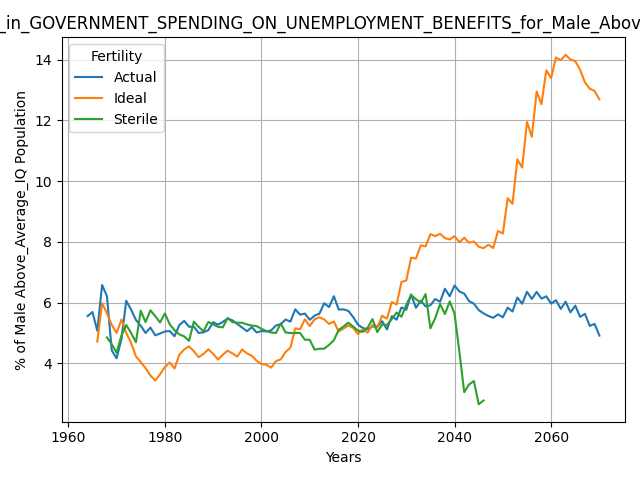 _in_GOVERNMENT_SPENDING_ON_UNEMPLOYMENT_BENEFITS_for_Male_Above
Fertility
Actual
Ideal
Sterile
% of Male Above_Average_IQ Population
14
12
10
8
6
4
1960 1980 2000 2020 2040 2060
Years